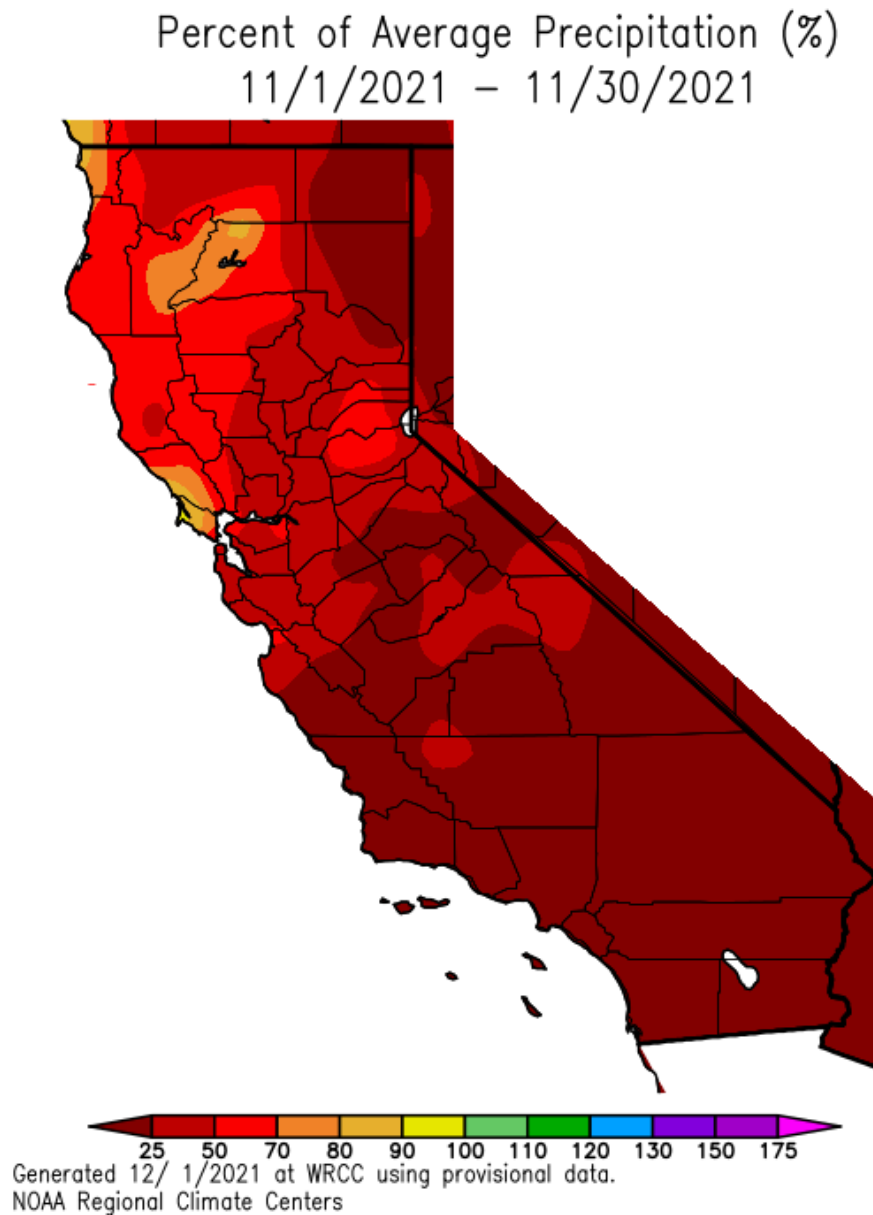 Percent of Average Precipitation (%)
11/1/2021 – 11/30/2021
25 50 70 80 90 100 110 120 130 150 175
Generated 12/ 1/2021 at WRCC using provisional data.
NOAA Regional Climate Centers